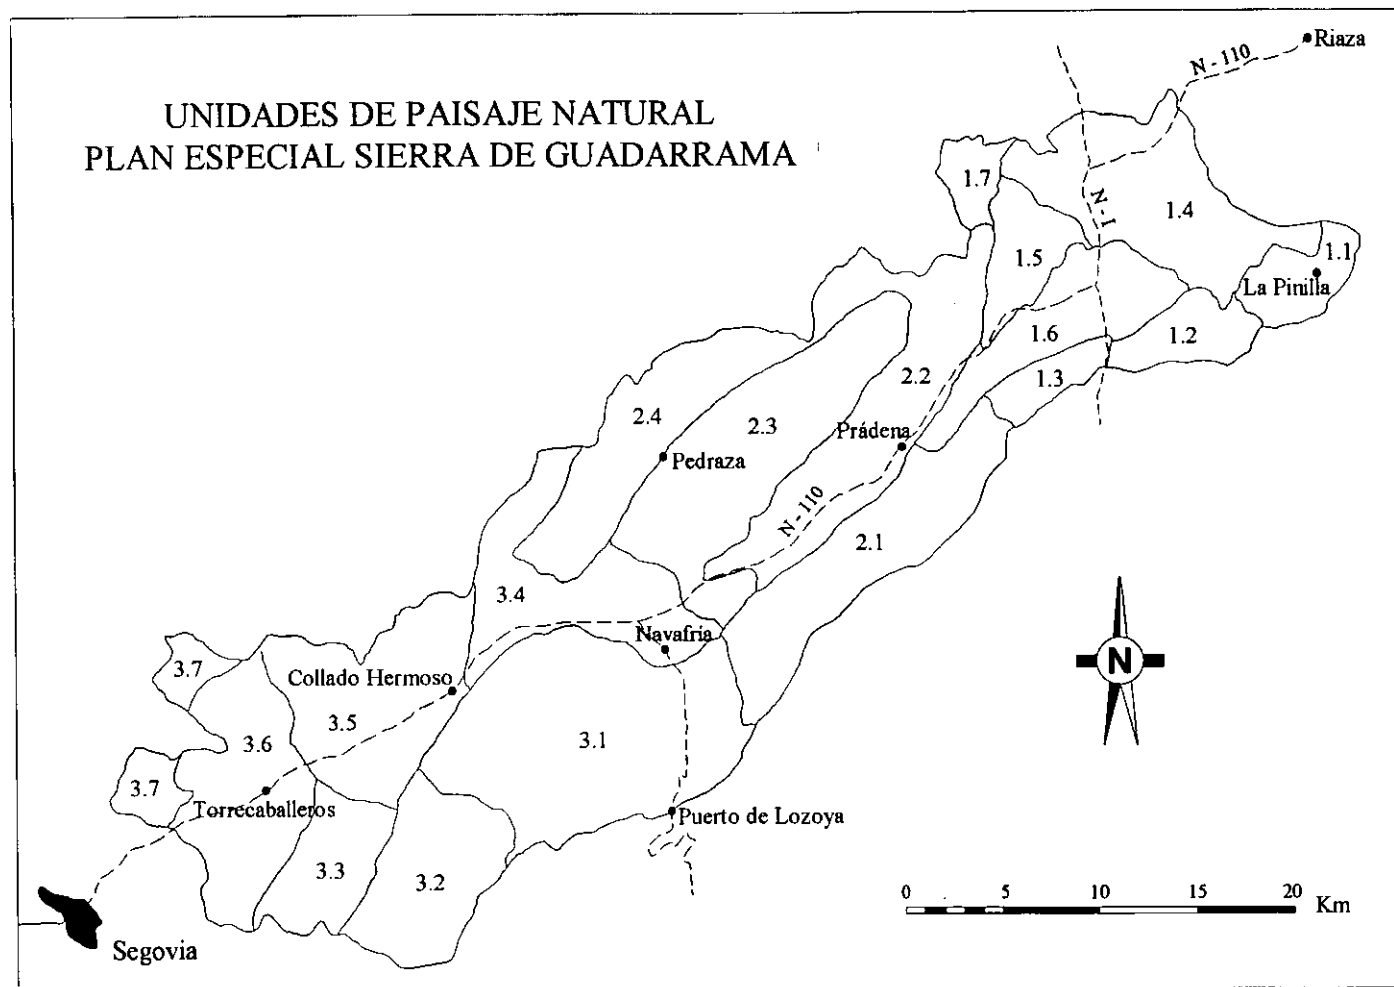 Riaza
N - 110
UNIDADES DE PAISAJE NATURAL
PLAN ESPECIAL SIERRA DE GUADARRAMA
1.7
N - I
1.4
1.5
1.1
La Pinilla
1.6
1.2
2.2
1.3
2.4
2.3
Prádena
Pedraza
N - 110
2.1
3.4
Navafría
N
3.7
Collado Hermoso
3.5
3.6
3.1
3.7
Torrecaballeros
Puerto de Lozoya
3.3
3.2
0 5 10 15 20 Km
Segovia